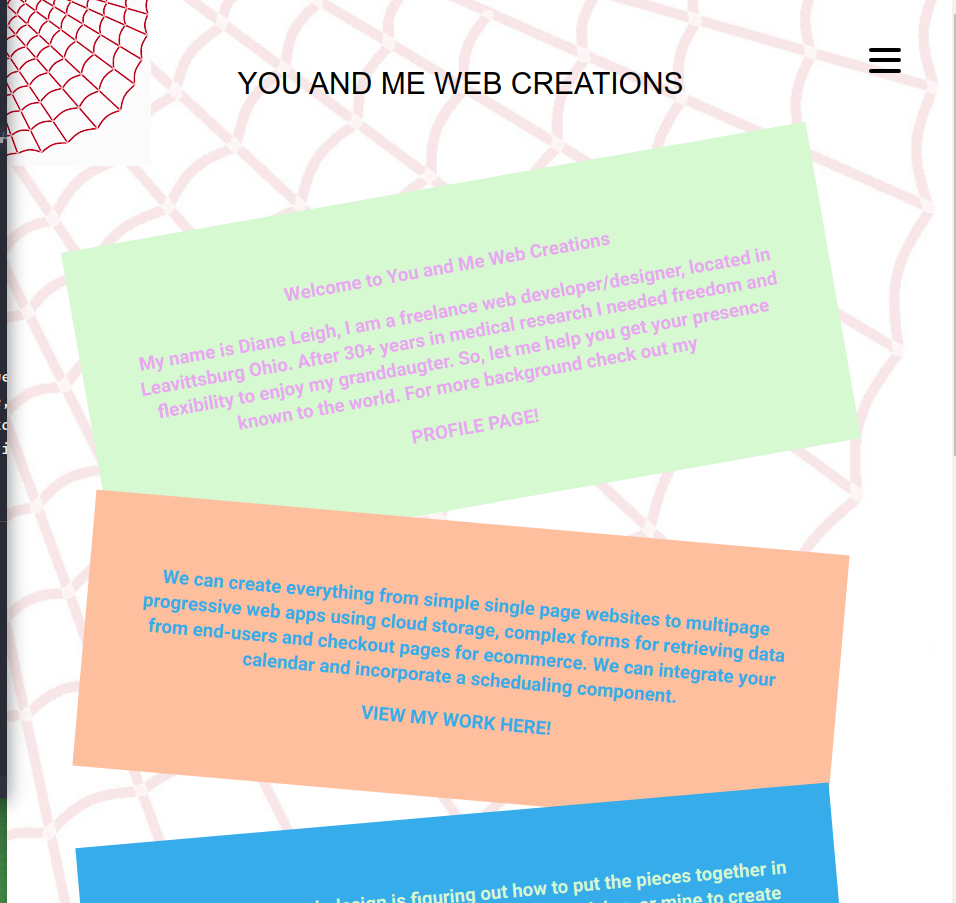 YOU AND ME WEB CREATIONS
Welcome to You and Me Web Creations
My name is Diane Leigh, I am a freelance web developer/designer, located in
Leavittsburg Ohio. After 30+ years in medical research I needed freedom and
flexibility to enjoy my granddaugter. So, let me help you get your presence
known to the world. For more background check out my
PROFILE PAGE!
We can create everything from simple single page websites to multipage
progressive web apps using cloud storage, complex forms for retrieving data
from end-users and checkout pages for ecommerce. We can integrate your
calendar and incorporate a schedualing component.
VIEW MY WORK HERE!
design is figuring out how to put the pieces together in
or mine to create